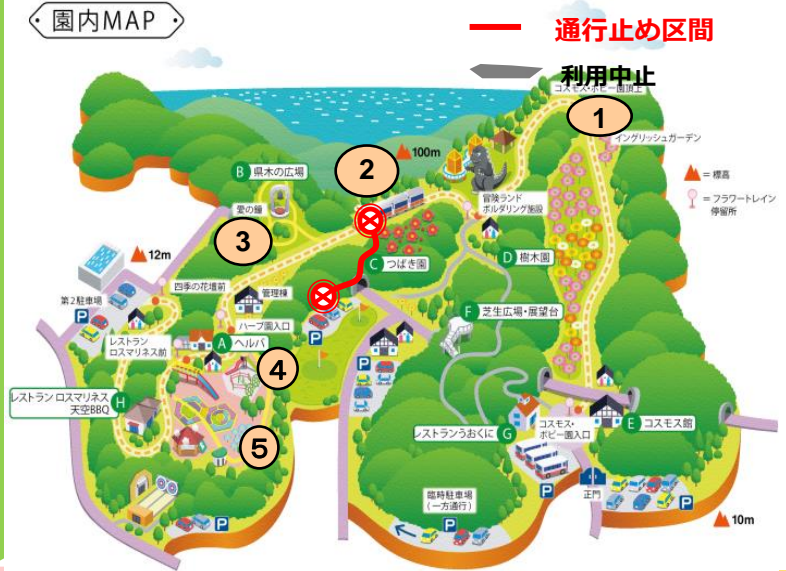 園内MAP
通行止め区間
利用中止
コスモス・ポピー園頂上
1
イングリッシュガーデン
100m
2
= 標高
= フラワートレイン
停留所
B 県木の広場
愛の鐘
冒険ランド
ボルダリング施設
3
12m
C つばき園
D 樹木園
四季の花壇前
管理棟
第2駐車場
P
F 芝生広場・展望台
ハーブ園入口
P
レストラン
ロスマリネス前
A ヘルバ
P
4
レストラン ロスマリネス
天空BBQ
H
レストランうおくに
G
コスモス・
ポピー園入口
E コスモス館
5
臨時駐車場
(一方通行)
P
P
正門
P
P
10m